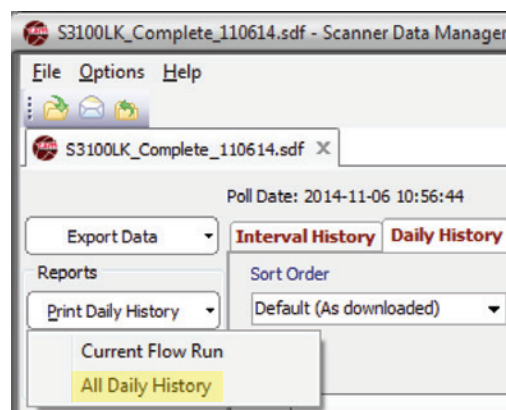 S3100LK_Complete_110614.sdf - Scanner Data Manager
File Options Help
S3100LK_Complete_110614.sdf X
Poll Date: 2014-11-06 10:56:44
Export Data
Interval History
Daily History
Reports
Sort Order
Print Daily History
Default (As downloaded)
Current Flow Run
All Daily History